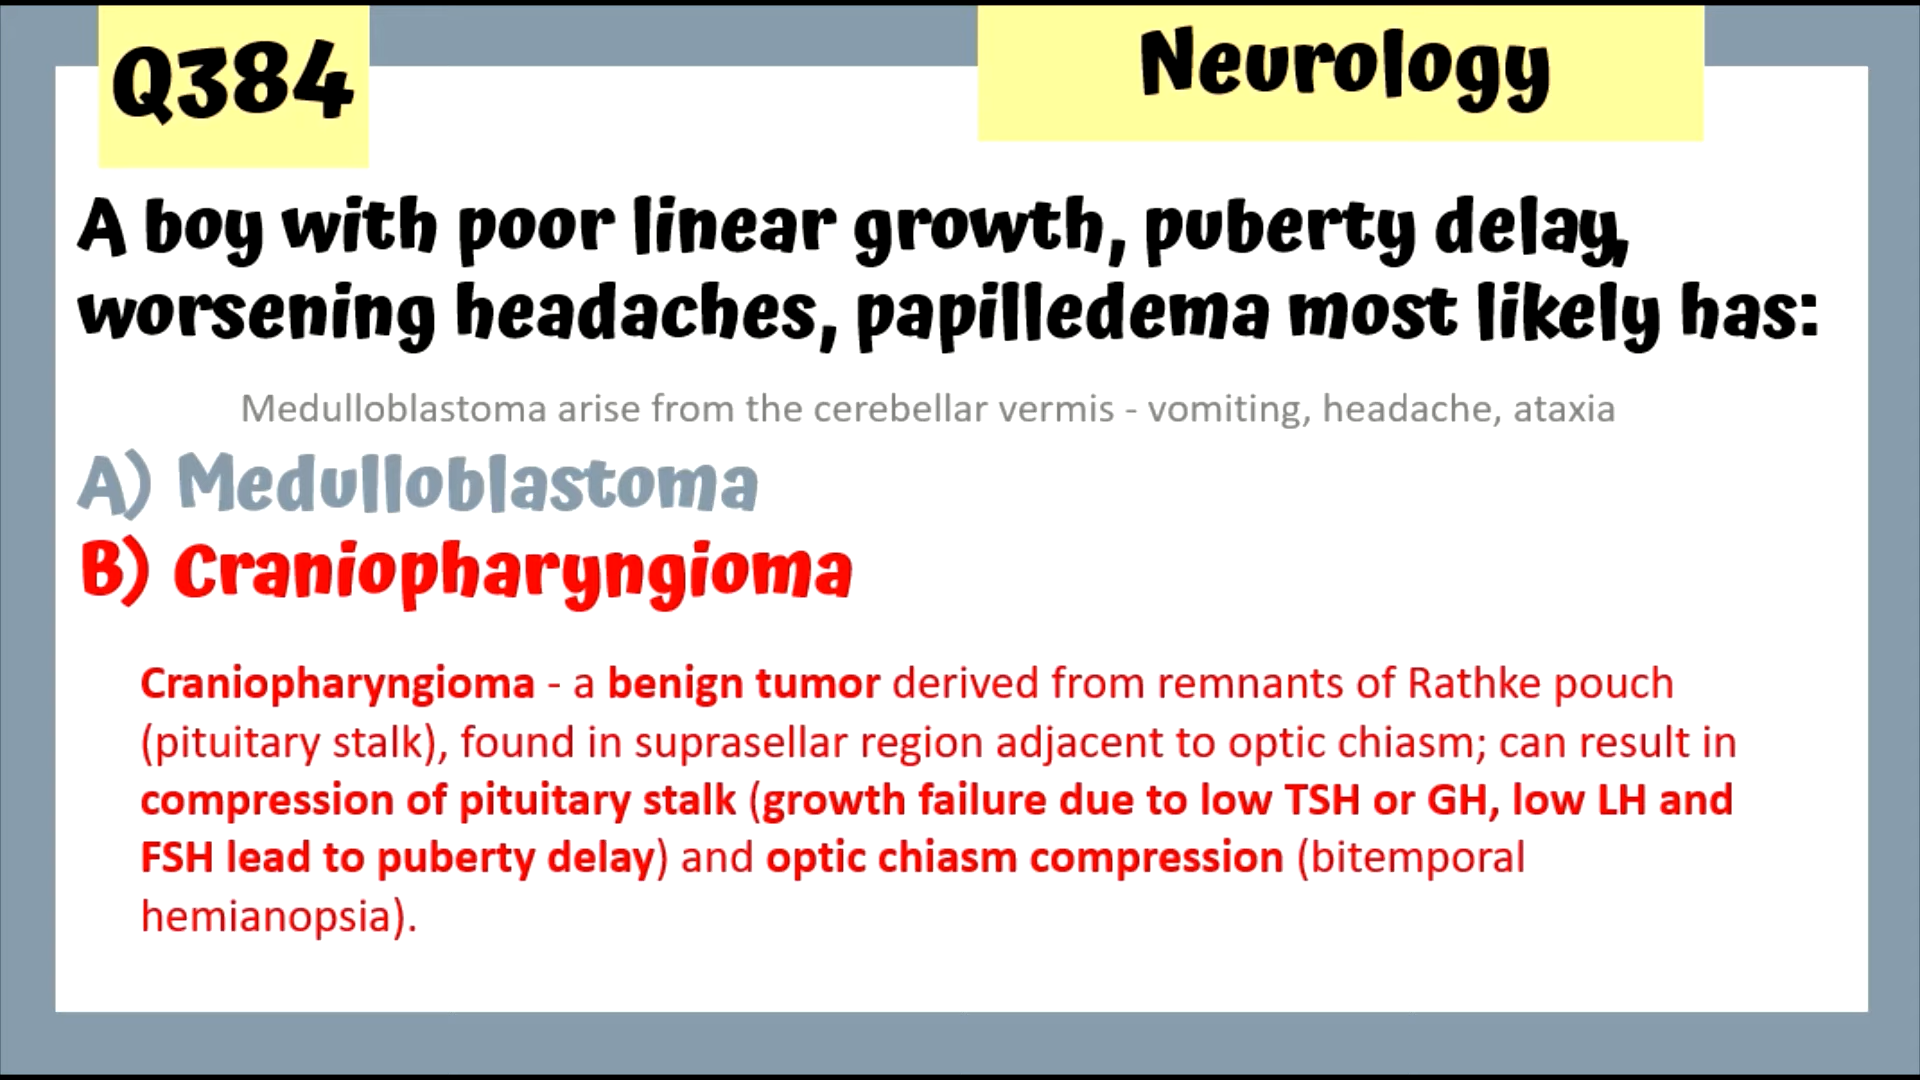 Q384
Neurology
A boy with poor linear growth, puberty delay,
worsening headaches, papilledema most likely has:
Medulloblastoma arise from the cerebellar vermis - vomiting, headache, ataxia
A) Medulloblastoma
B) Craniopharyngioma
Craniopharyngioma - a benign tumor derived from remnants of Rathke pouch
(pituitary stalk), found in suprasellar region adjacent to optic chiasm; can result in
compression of pituitary stalk (growth failure due to low TSH or GH, low LH and
FSH lead to puberty delay) and optic chiasm compression (bitemporal
hemianopsia).